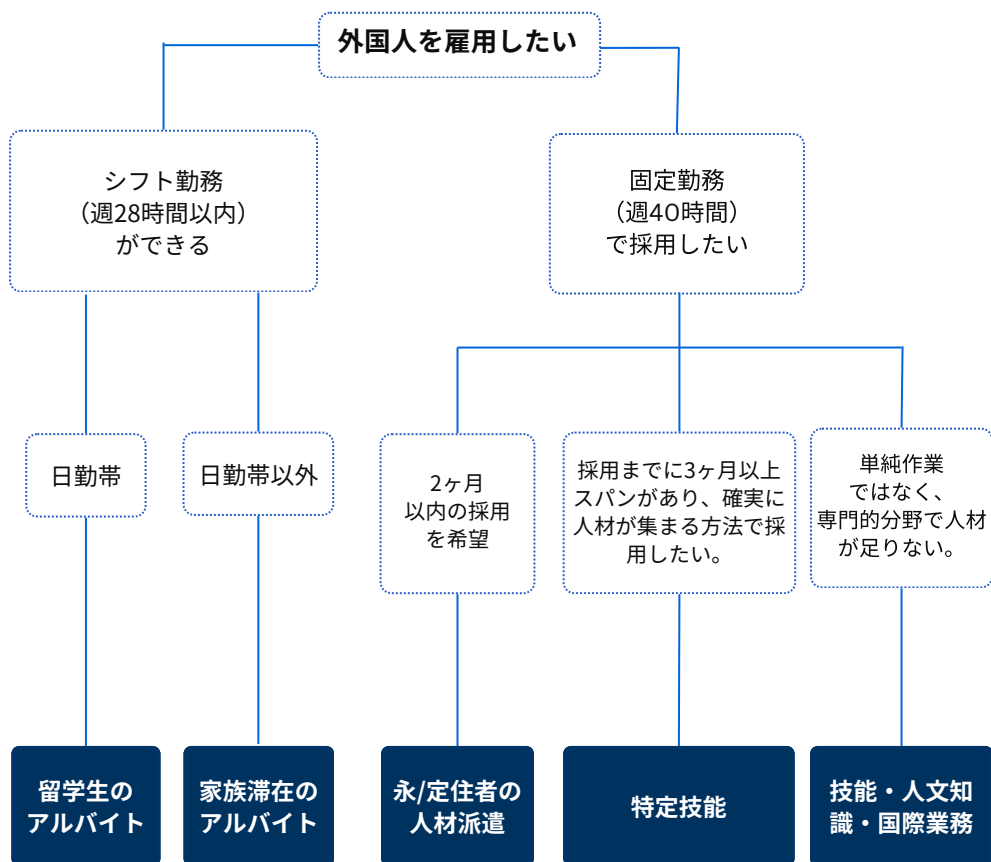 外国人を雇用したい
シフト勤務
（週28時間以内）
ができる
固定勤務
（週40時間）
で採用したい
日勤帯
日勤帯以外
2ヶ月
以内の採用
を希望
採用までに3ヶ月以上
スパンがあり、確実に
人材が集まる方法で採
用したい。
単純作業
ではなく、
専門的分野で人材
が足りない。
留学生の
アルバイト
家族滞在の
アルバイト
永/定住者の
人材派遣
特定技能
技能・人文知
識・国際業務